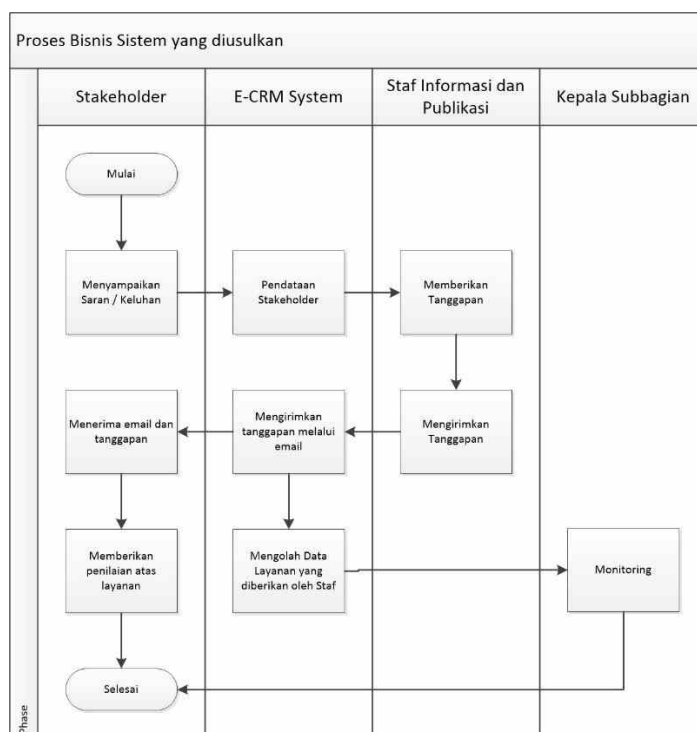 Proses Bisnis Sistem yang diusulkan
Stakeholder
E-CRM System
Staf Informasi dan
Publikasi
Kepala Subbagian
Mulai
Menyampaikan
Saran / Keluhan
Pendataan
Stakeholder
Memberikan
Tanggapan
Menerima email dan
tanggapan
Mengirimkan
tanggapan melalui
email
Mengirimkan
Tanggapan
Memberikan
penilaian atas
layanan
Mengolah Data
Layanan yang
diberikan oleh Staf
Monitoring
Selesai
Phase